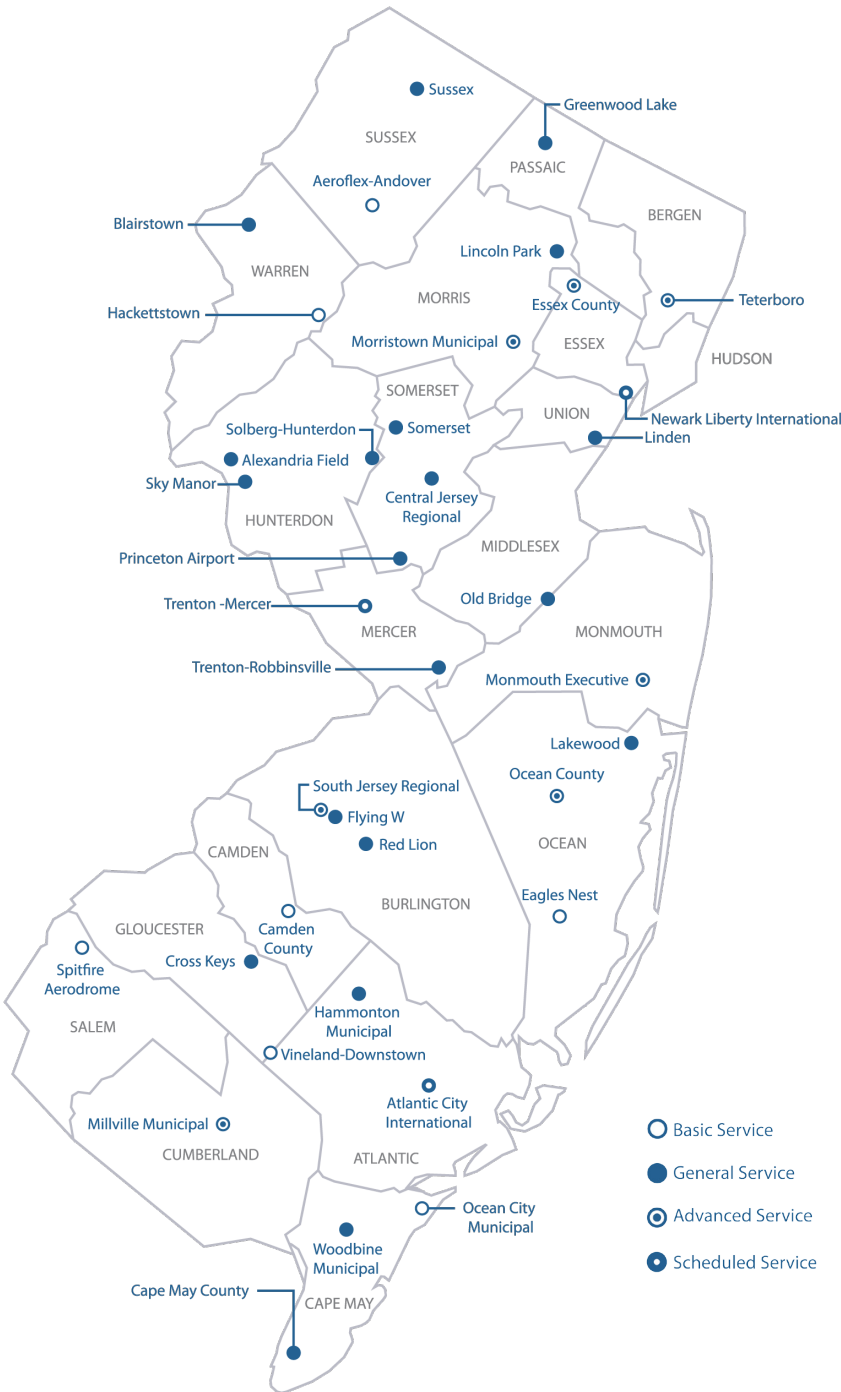 Sussex
Greenwood Lake
SUSSEX
PASSAIC
Aeroflex-Andover
BERGEN
Blairstown
Lincoln Park
WARREN
MORRIS
Essex County
Teterboro
Hackettstown
Morristown Municipal
ESSEX
HUDSON
SOMERSET
UNION
Newark Liberty International
Solberg-Hunterdon
Somerset
Linden
Alexandria Field
Sky Manor
Central Jersey
Regional
HUNTERDON
MIDDLESEX
Princeton Airport
Old Bridge
Trenton -Mercer
MERCER
MONMOUTH
Trenton-Robbinsville
Monmouth Executive
Lakewood
Ocean County
South Jersey Regional
Flying W
Red Lion
OCEAN
CAMDEN
Eagles Nest
BURLINGTON
GLOUCESTER
Camden
County
Cross Keys
Spitfire
Aerodrome
Hammonton
Municipal
SALEM
Vineland-Downstown
Atlantic City
International
Millville Municipal
CUMBERLAND
ATLANTIC
Basic Service
General Service
Advanced Service
Scheduled Service
Ocean City
Municipal
Woodbine
Municipal
Cape May County
CAPE MAY